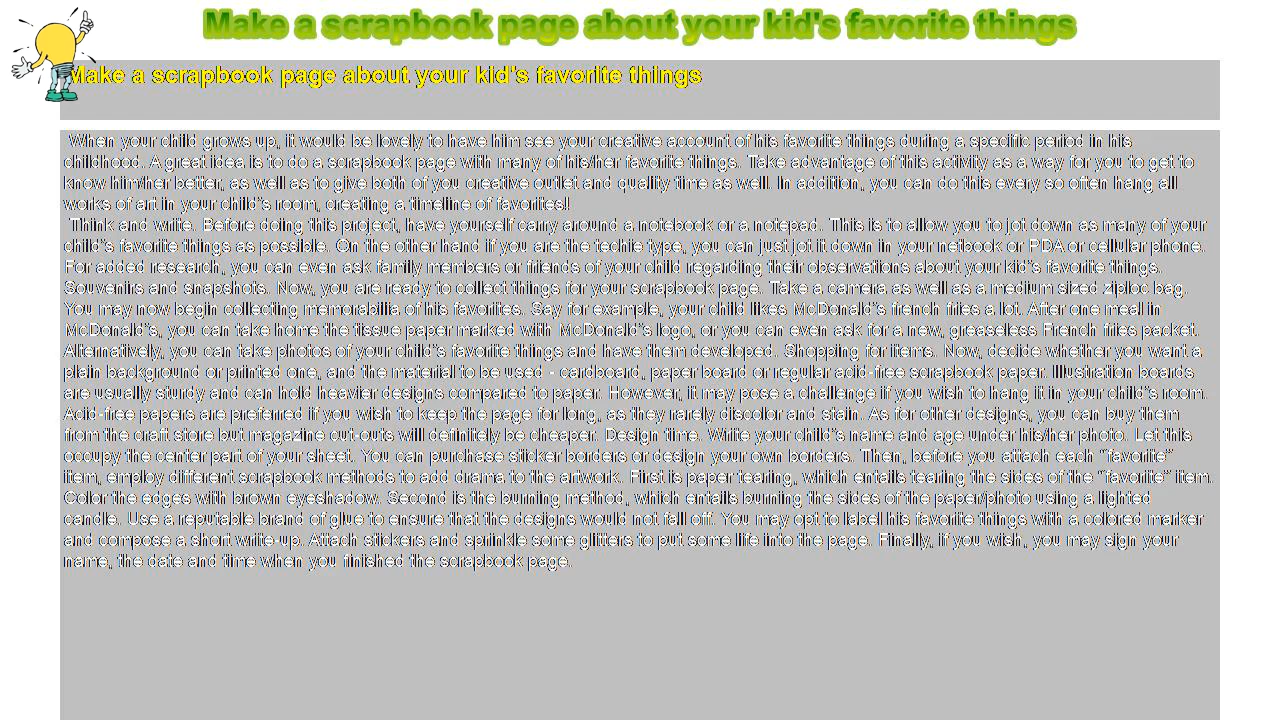 Make a scrapbook page about your kid's favorite things
Make a scrapbook page about your kid's favorite things
When your child grows up, it would be lovely to have him see your creative account of his favorite things during a specific period in his
childhood. A great idea is to do a scrapbook page with many of his/her favorite things. Take advantage of this activity as a way for you to get to
know him/her better, as well as to give both of you creative outlet and quality time as well. In addition, you can do this every so often hang all
works of art in your child's room, creating a timeline of favorites!
Think and write. Before doing this project, have yourself carry around a notebook or a notepad. This is to allow you to jot down as many of your
child's favorite things as possible. On the other hand if you are the techie type, you can just jot it down in your netbook or PDA or cellular phone.
For added research, you can even ask family members or friends of your child regarding their observations about your kid's favorite things.
Souvenirs and snapshots. Now, you are ready to collect things for your scrapbook page. Take a camera as well as a medium sized ziploc bag.
You may now begin collecting memorabilia of his favorites. Say for example, your child likes McDonald's french fries a lot. After one meal in
McDonald's, you can take home the tissue paper marked with McDonald's logo, or you can even ask for a new, greaseless French fries packet.
Alternatively, you can take photos of your child's favorite things and have them developed. Shopping for items. Now, decide whether you want a
plain background or printed one, and the material to be used - cardboard, paper board or regular acid-free scrapbook paper. Illustration boards
are usually sturdy and can hold heavier designs compared to paper. However, it may pose a challenge if you wish to hang it in your child's room.
Acid-free papers are preferred if you wish to keep the page for long, as they rarely discolor and stain. As for other designs, you can buy them
from the craft store but magazine cut-outs will definitely be cheaper. Design time. Write your child's name and age under his/her photo. Let this
occupy the center part of your sheet. You can purchase sticker borders or design your own borders. Then, before you attach each "favorite"
item, employ different scrapbook methods to add drama to the artwork. First is paper tearing, which entails tearing the sides of the "favorite" item.
Color the edges with brown eyeshadow. Second is the burning method, which entails burning the sides of the paper/photo using a lighted
candle. Use a reputable brand of glue to ensure that the designs would not fall off. You may opt to label his favorite things with a colored marker
and compose a short write-up. Attach stickers and sprinkle some glitters to put some life into the page. Finally, if you wish, you may sign your
name, the date and time when you finished the scrapbook page.